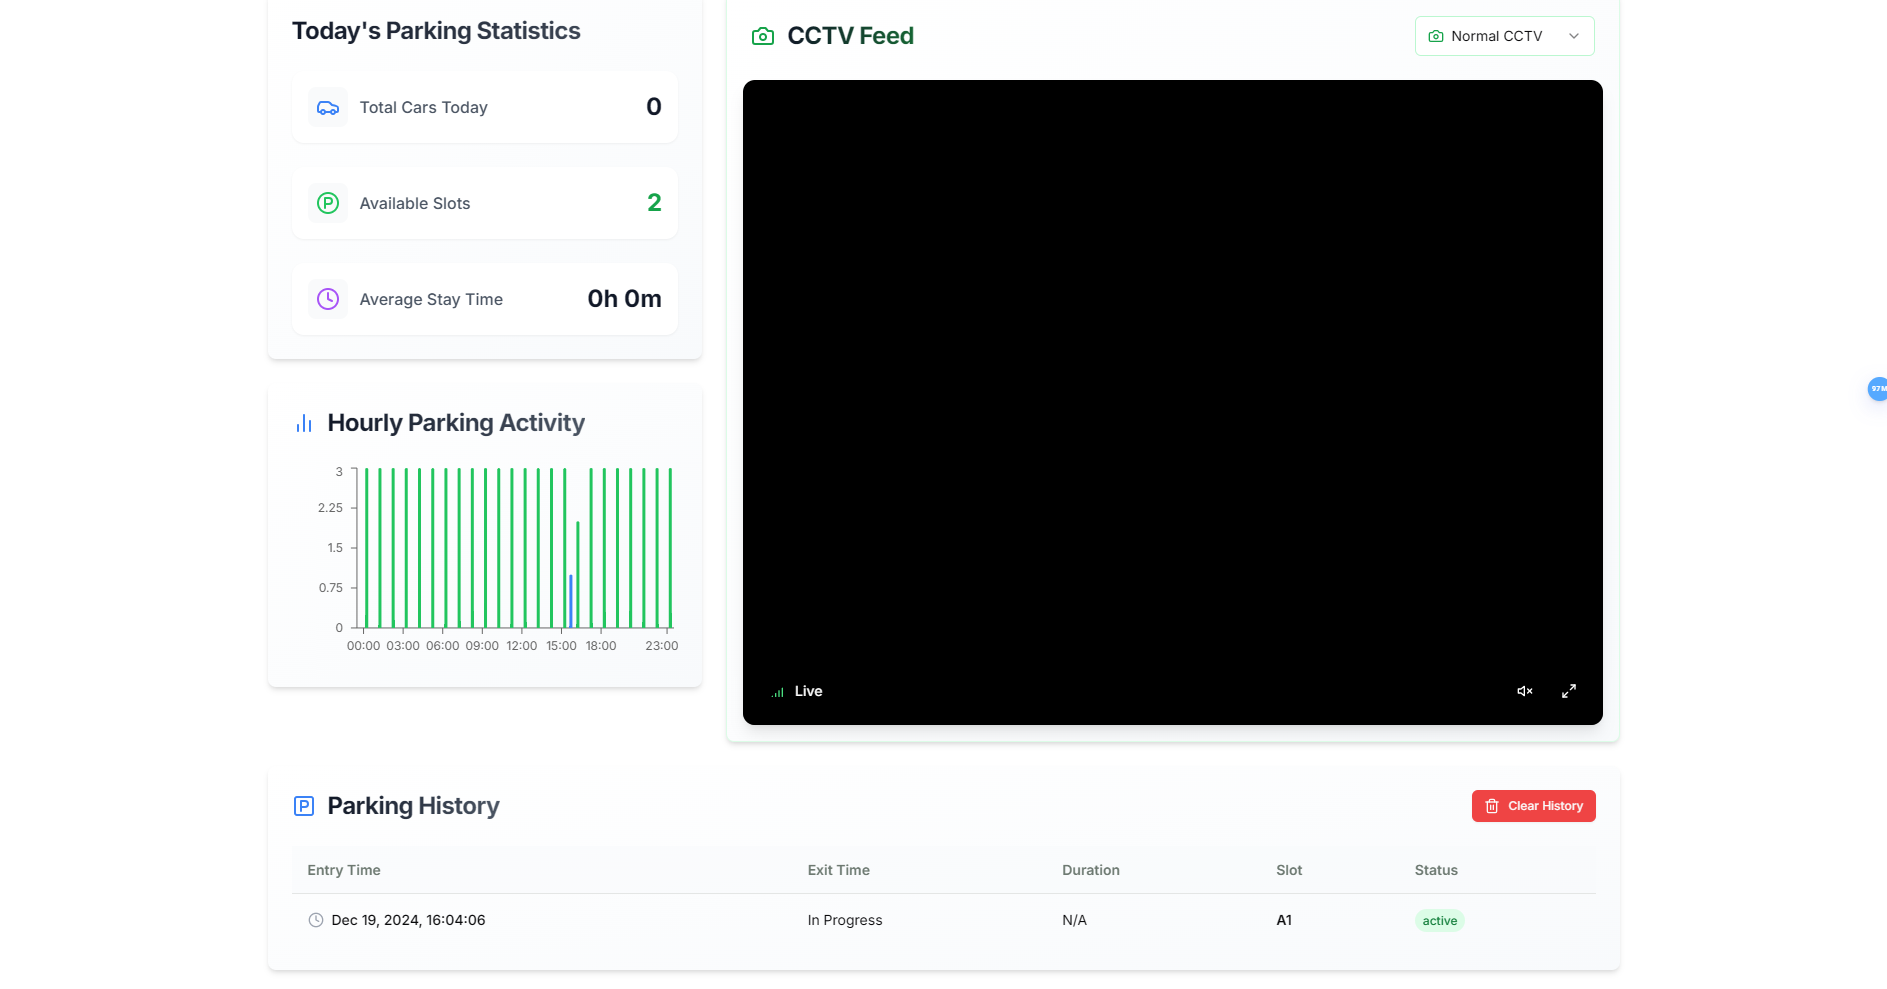 Today's Parking Statistics
Total Cars Today
0
Available Slots
2
Average Stay Time
0h 0m
Hourly Parking Activity
3
2.25
1.5
0.75
0
00:00 03:00 06:00 09:00 12:00 15:00 18:00 23:00
CCTV Feed
Normal CCTV
Live
97M
Parking History
Clear History
Entry Time Exit Time Duration Slot Status
Dec 19, 2024, 16:04:06 In Progress N/A A1 active